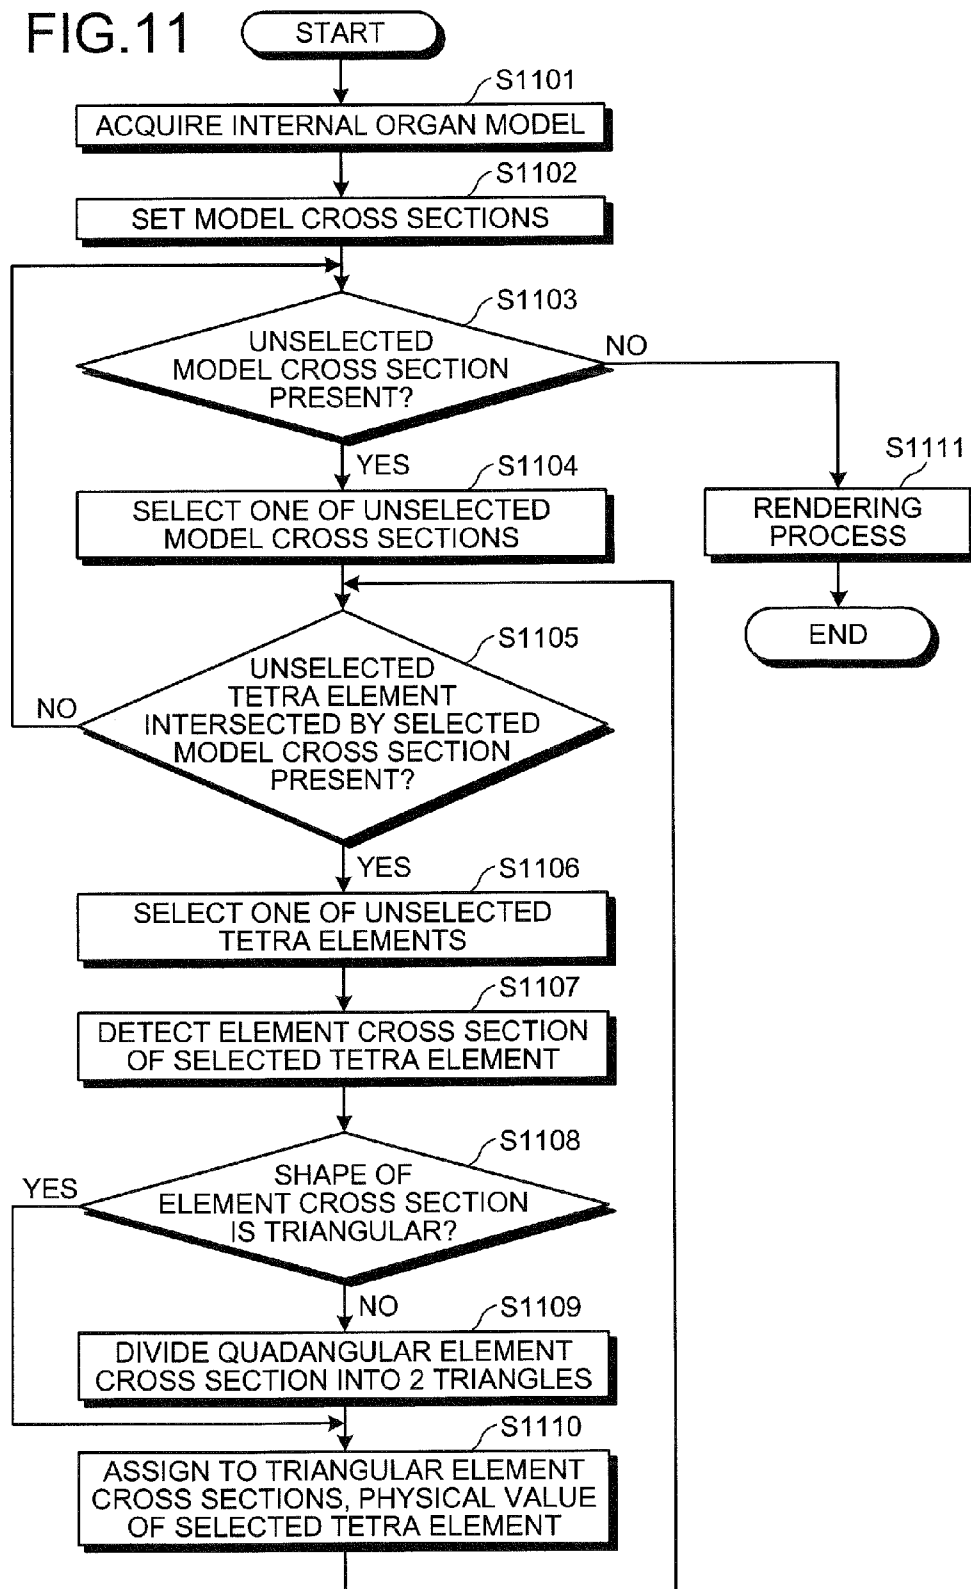 FIG.11
START
S1101
ACQUIRE INTERNAL ORGAN MODEL
S1102
SET MODEL CROSS SECTIONS
S1103
UNSELECTED
MODEL CROSS SECTION
PRESENT?
NO
YES
S1104
SELECT ONE OF UNSELECTED
MODEL CROSS SECTIONS
S1111
RENDERING
PROCESS
END
S1105
UNSELECTED
TETRA ELEMENT
INTERSECTED BY SELECTED
MODEL CROSS SECTION
PRESENT?
NO
YES
S1106
SELECT ONE OF UNSELECTED
TETRA ELEMENTS
S1107
DETECT ELEMENT CROSS SECTION
OF SELECTED TETRA ELEMENT
S1108
SHAPE OF
ELEMENT CROSS SECTION
IS TRIANGULAR?
YES
NO
S1109
DIVIDE QUADANGULAR ELEMENT
CROSS SECTION INTO 2 TRIANGLES
S1110
ASSIGN TO TRIANGULAR ELEMENT
CROSS SECTIONS, PHYSICAL VALUE
OF SELECTED TETRA ELEMENT